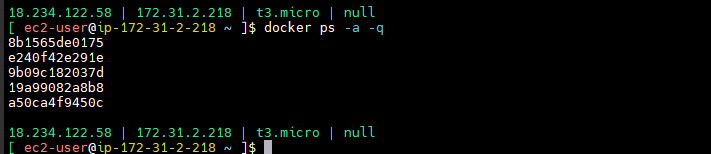 18.234.122.58 | 172.31.2.218 | t3.micro | null
[ ec2-user@ip-172-31-2-218 ~ ]$ docker ps -a -q
8b1565de0175
e240f42e291e
9b09c182037d
19a99082a8b8
a50ca4f9450c
18.234.122.58 | 172.31.2.218 | t3.micro | null
[ ec2-user@ip-172-31-2-218 ~ ]$